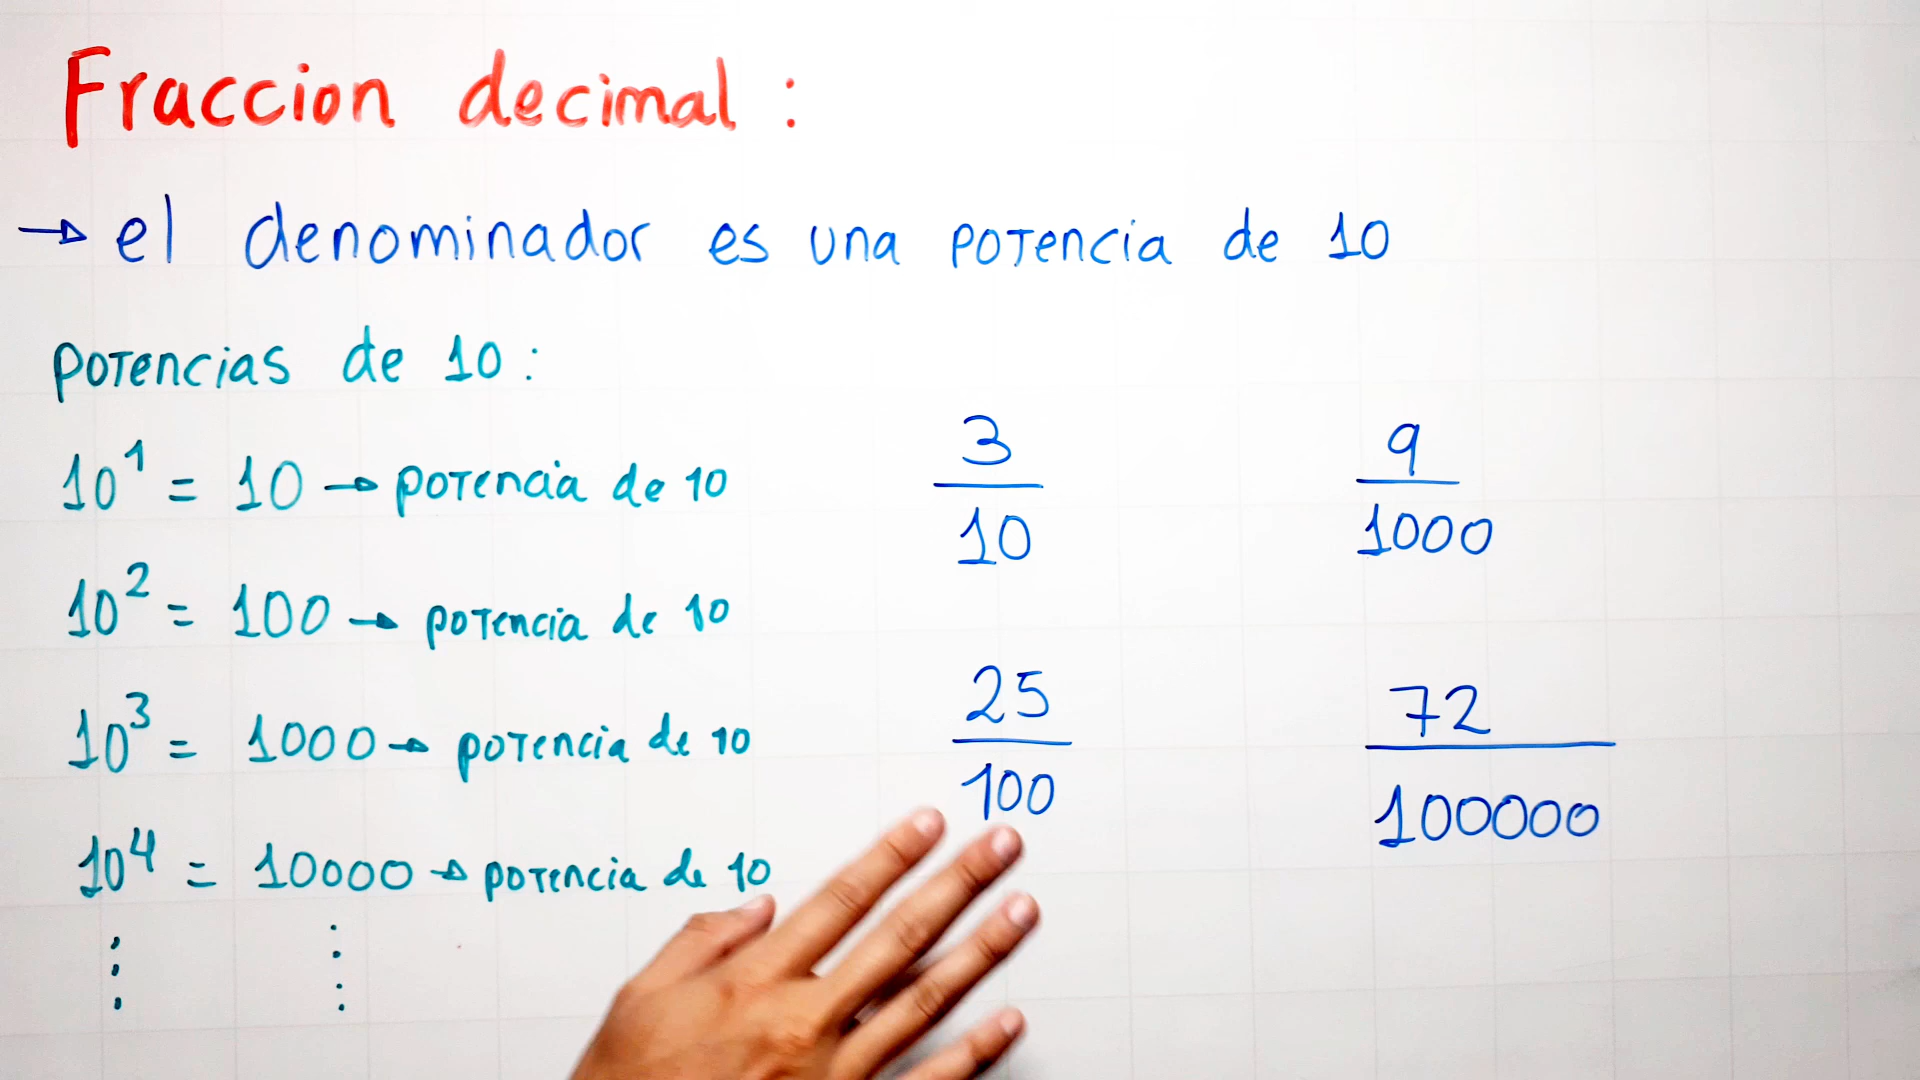 Fraccion decimal :
→ el denominador es una potencia de 10
potencias de 10 :
10¹ = 10 → potencia de 10
10² = 100 → potencia de 10
10³ = 1000 → potencia de 10
10⁴ = 10000 → potencia de 10
3
10
9
1000
25
100
72
100000